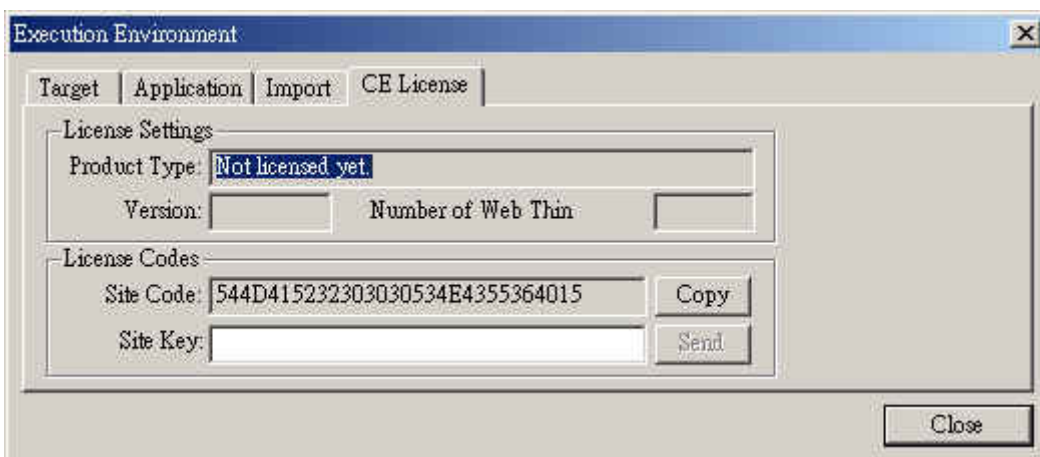 Execution Environment
Target Application Import CE License
License Settings
Product Type: Not licensed yet.
Version: Number of Web Thin
License Codes
Site Code: 544D415232303030534E4355364015 Copy
Site Key: Send
Close